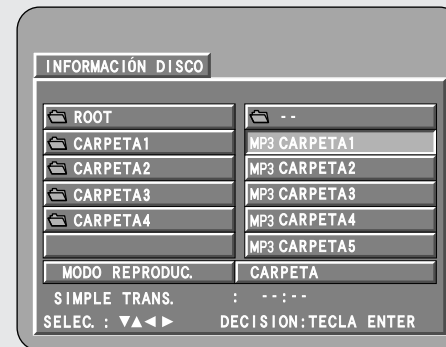 INFORMACIÓN DISCO
ROOT
CARPETA1
CARPETA2
CARPETA3
CARPETA4
--
MP3 CARPETA1
MP3 CARPETA2
MP3 CARPETA3
MP3 CARPETA4
MP3 CARPETA5
MODO REPRODUC. CARPETA
SIMPLE TRANS. : --:--
SELEC. : ▼▲◄► DECISION:TECLA ENTER